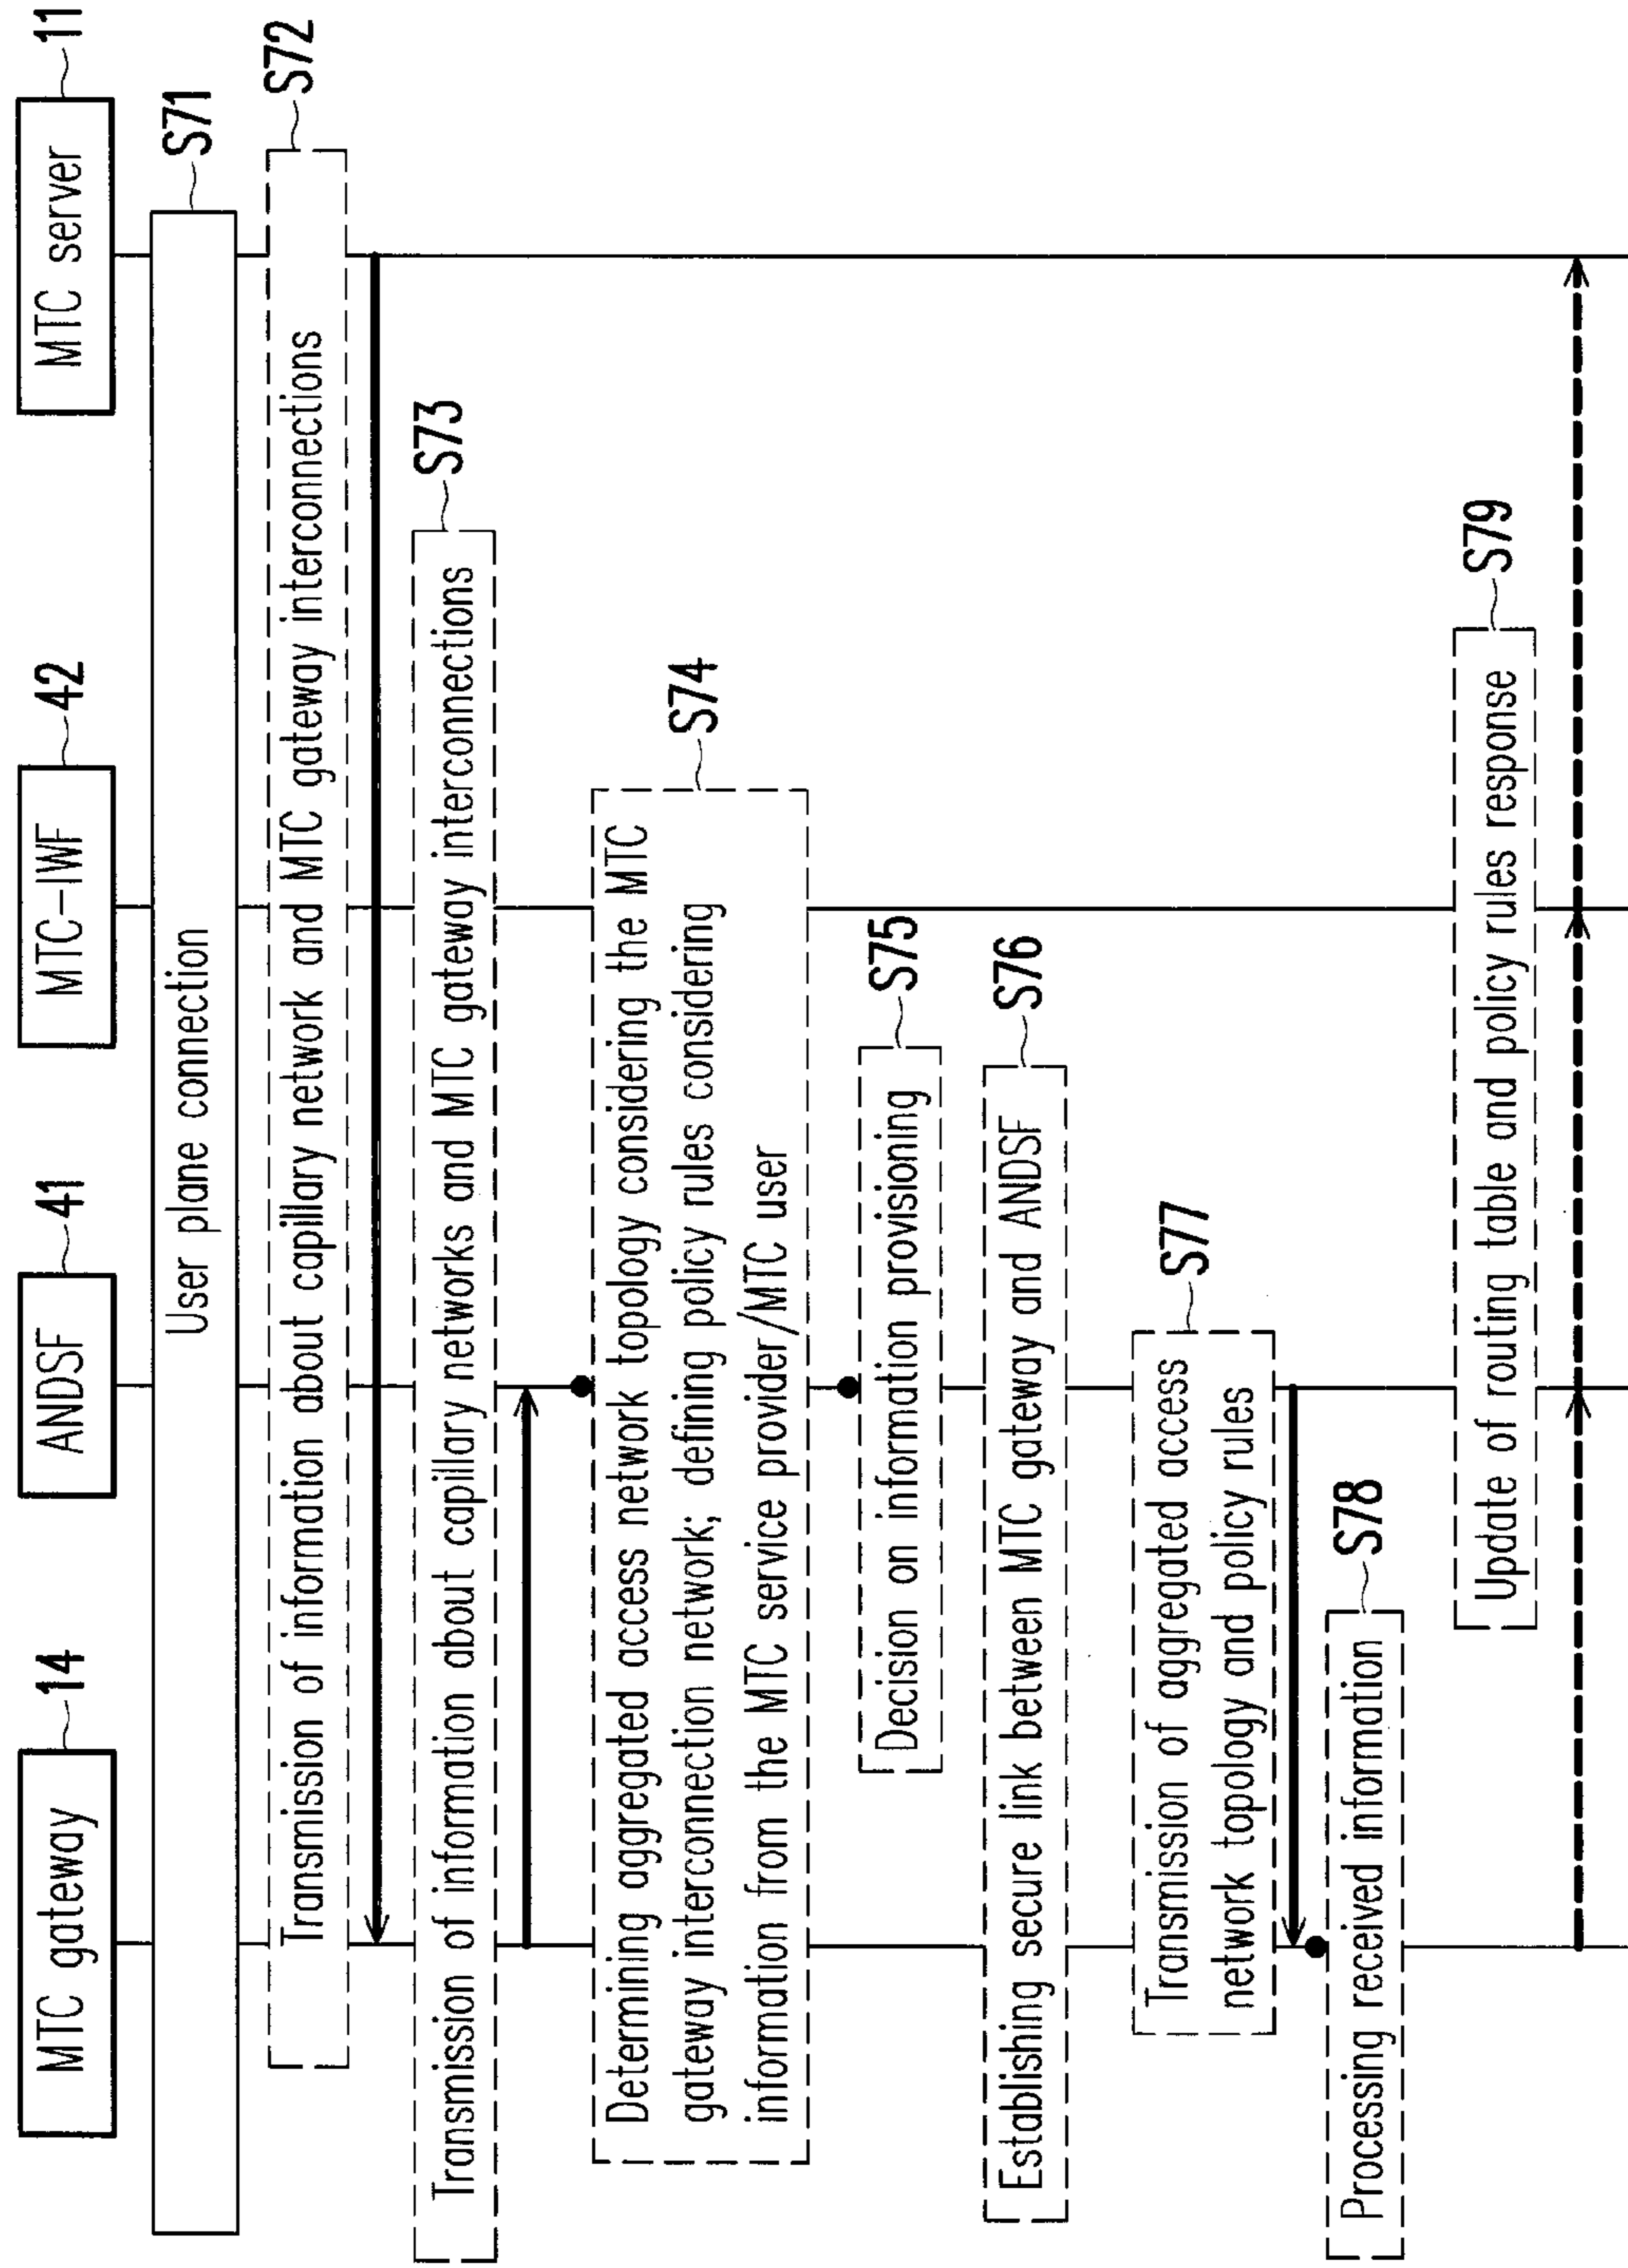 MTC gateway
14
ANDSF
41
MTC-IWF
42
MTC server
11
User plane connection
S71
Transmission of information about capillary network and MTC gateway interconnections
S72
Transmission of information about capillary networks and MTC gateway interconnections
S73
Determining aggregated access network topology considering the MTC
gateway interconnection network; defining policy rules considering
information from the MTC service provider/MTC user
S74
Decision on information provisioning
S75
Establishing secure link between MTC gateway and ANDSF
S76
Transmission of aggregated access
network topology and policy rules
S77
Processing received information
S78
Update of routing table and policy rules response
S79